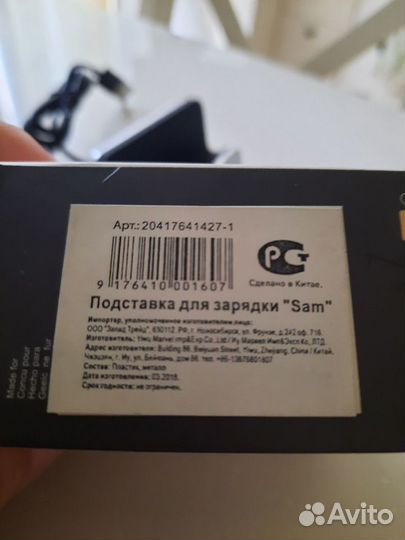 Арт.: 20417641427-1
9 176410 001607
РСТ
Сделано в Китае.
Подставка для зарядки "Sam"
Импортер, уполномоченное изготовителем лицо:
ООО "Запад Трейд", 630112, РФ, г. Новосибирск, ул. Фрунзе, д.242 оф. 716.
Изготовитель: Yiwu Marvel Imp&Exp Co.,Ltd./Иу Марвел Имп&Эксп Ко., ЛТД.
Адрес изготовителя: Building 86, Beiyuan Street, Yiwu, Zhejiang, China / Китай,
Чжэцзян, г. Иу, ул. Бейюань, дом 86, тел.: +86-13675801607
Состав: Пластик, металл
Дата изготовления: 03.2018.
Срок годности: не ограничен.
Made for
Conçu pour
Hecho para
Avito